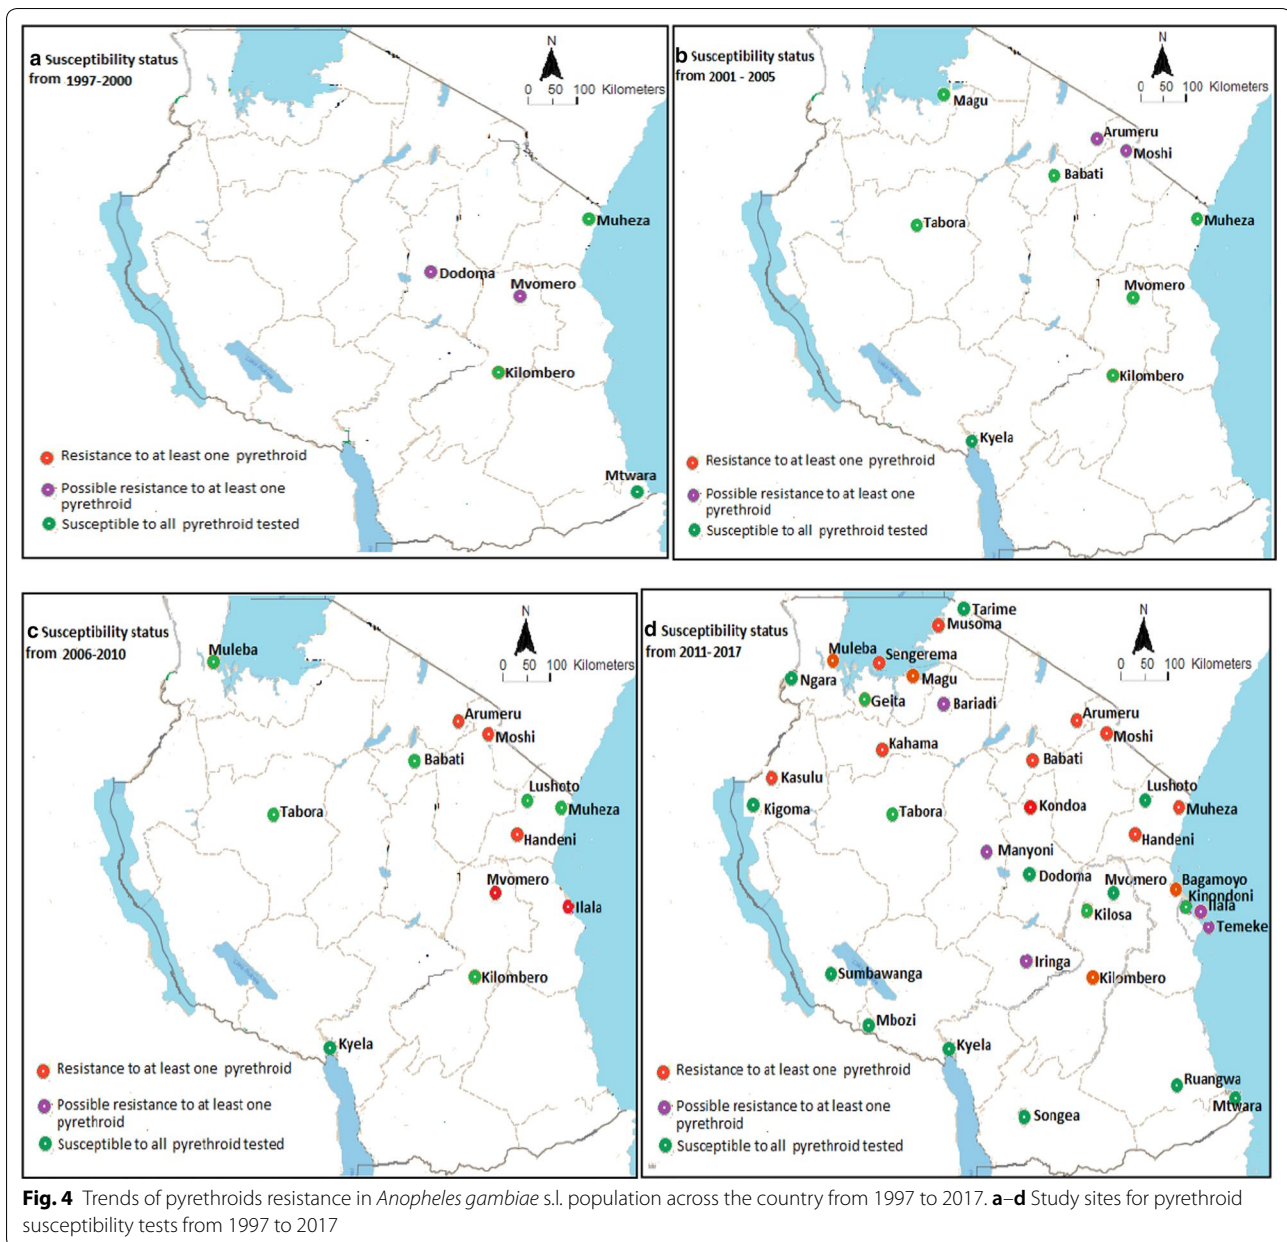 a Susceptibility status
from 1997-2000
N
0 50 100 Kilometers
Muheza
Dodoma
Mvomero
Kilombero
Mtwara
Resistance to at least one pyrethroid
Possible resistance to at least one
pyrethroid
Susceptible to all pyrethroid tested
b Susceptibility status
from 2001 - 2005
N
0 50 100 Kilometers
Magu
Arumeru
Moshi
Babati
Muheza
Tabora
Mvomero
Kilombero
Kyela
Resistance to at least one pyrethroid
Possible resistance to at least one
pyrethroid
Susceptible to all pyrethroid tested
c Susceptibility status
from 2006-2010
N
0 50 100 Kilometers
Muleba
Arumeru
Moshi
Babati
Lushoto
Muheza
Tabora
Handeni
Mvomero
Ilala
Kilombero
Kyela
Resistance to at least one pyrethroid
Possible resistance to at least one
pyrethroid
Susceptible to all pyrethroid tested
d Susceptibility status
from 2011-2017
N
0 50 100 Kilometers
Tarime
Musoma
Muleba
Sengerema
Ngara
Magu
Geita
Bariadi
Arumeru
Moshi
Kahama
Babati
Kasulu
Lushoto
Kigoma
Tabora
Kondoa
Muheza
Handeni
Manyoni
Dodoma
Mvomero
Bagamoyo
Kinondoni
Ilala
Kilosa
Temeke
Iringa
Sumbawanga
Kilombero
Mbozi
Kyela
Ruangwa
Mtwara
Songea
Resistance to at least one pyrethroid
Possible resistance to at least one
pyrethroid
Susceptible to all pyrethroid tested
Fig. 4 Trends of pyrethroids resistance in Anopheles gambiae s.l. population across the country from 1997 to 2017. a–d Study sites for pyrethroid
susceptibility tests from 1997 to 2017